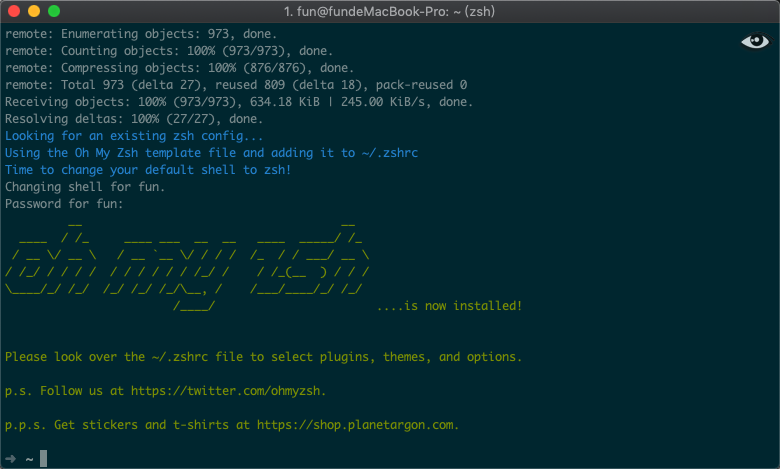 1. fun@fundeMacBook-Pro: ~ (zsh)
remote: Enumerating objects: 973, done.
remote: Counting objects: 100% (973/973), done.
remote: Compressing objects: 100% (876/876), done.
remote: Total 973 (delta 27), reused 809 (delta 18), pack-reused 0
Receiving objects: 100% (973/973), 634.18 KiB | 245.00 KiB/s, done.
Resolving deltas: 100% (27/27), done.
Looking for an existing zsh config...
Using the Oh My Zsh template file and adding it to ~/.zshrc
Time to change your default shell to zsh!
Changing shell for fun.
Password for fun:
         __                                     __
  ____  / /_     ____ ___  __  __   ____  _____/ /_
 / __ \/ __ \   / __ `__ \/ / / /  /_  / / ___/ __ \
/ /_/ / / / /  / / / / / / /_/ /    / /_(__  ) / / /
\____/_/ /_/  /_/ /_/ /_/\__, /    /___/____/_/ /_/
                        /____/                       ....is now installed!
Please look over the ~/.zshrc file to select plugins, themes, and options.
p.s. Follow us at https://twitter.com/ohmyzsh.
p.p.s. Get stickers and t-shirts at https://shop.planetargon.com.
➜ ~